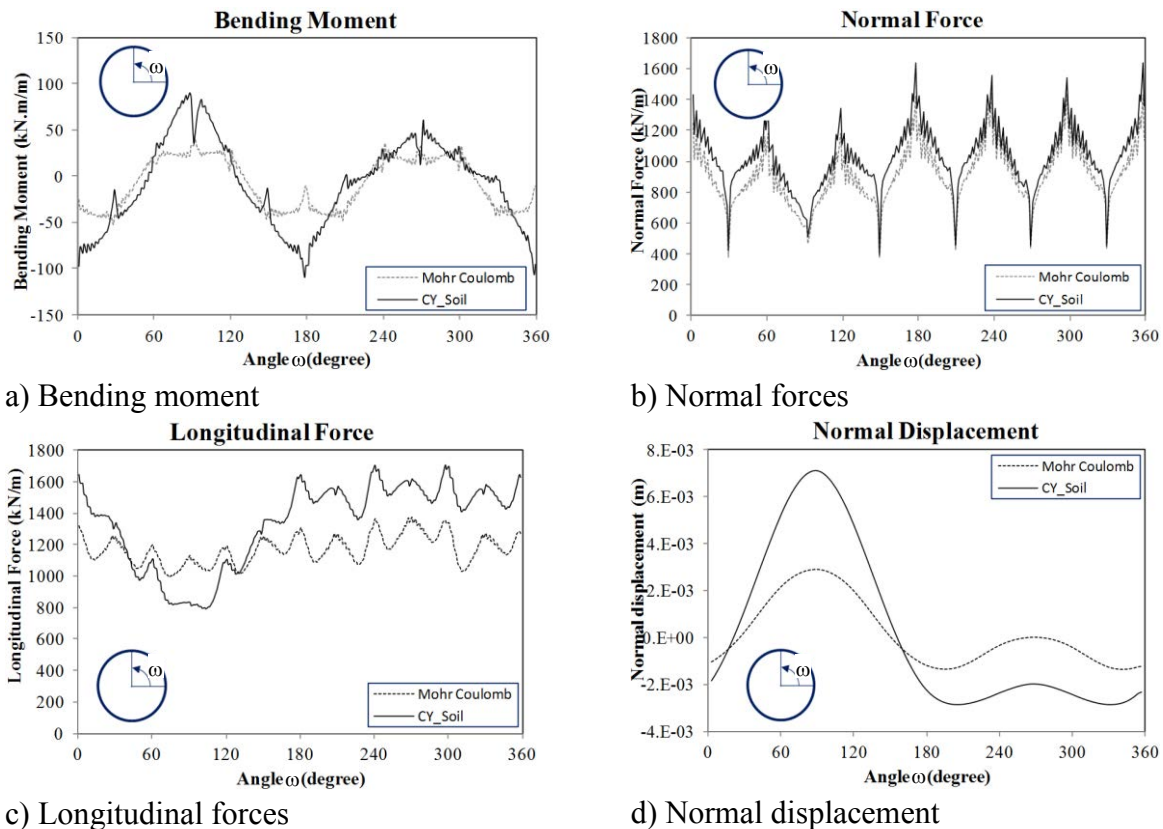 Bending Moment
150
100
50
0
-50
-100
-150
Bending Moment (kN.m/m)
ω
Mohr Coulomb
CY_Soil
0 60 120 180 240 300 360
Angle ω(degree)
a) Bending moment
Normal Force
1800
1600
1400
1200
1000
800
600
400
200
0
Normal Force (kN/m)
ω
Mohr Coulomb
CY_Soil
0 60 120 180 240 300 360
Angle ω(degree)
b) Normal forces
Longitudinal Force
1800
1600
1400
1200
1000
800
600
400
200
0
Longitudinal Force (kN/m)
ω
Mohr Coulomb
CY_Soil
0 60 120 180 240 300 360
Angle ω(degree)
c) Longitudinal forces
Normal Displacement
8.E-03
6.E-03
4.E-03
2.E-03
0.E+00
-2.E-03
-4.E-03
Normal displacement (m)
Mohr Coulomb
CY_Soil
ω
0 60 120 180 240 300 360
Angle ω(degree)
d) Normal displacement